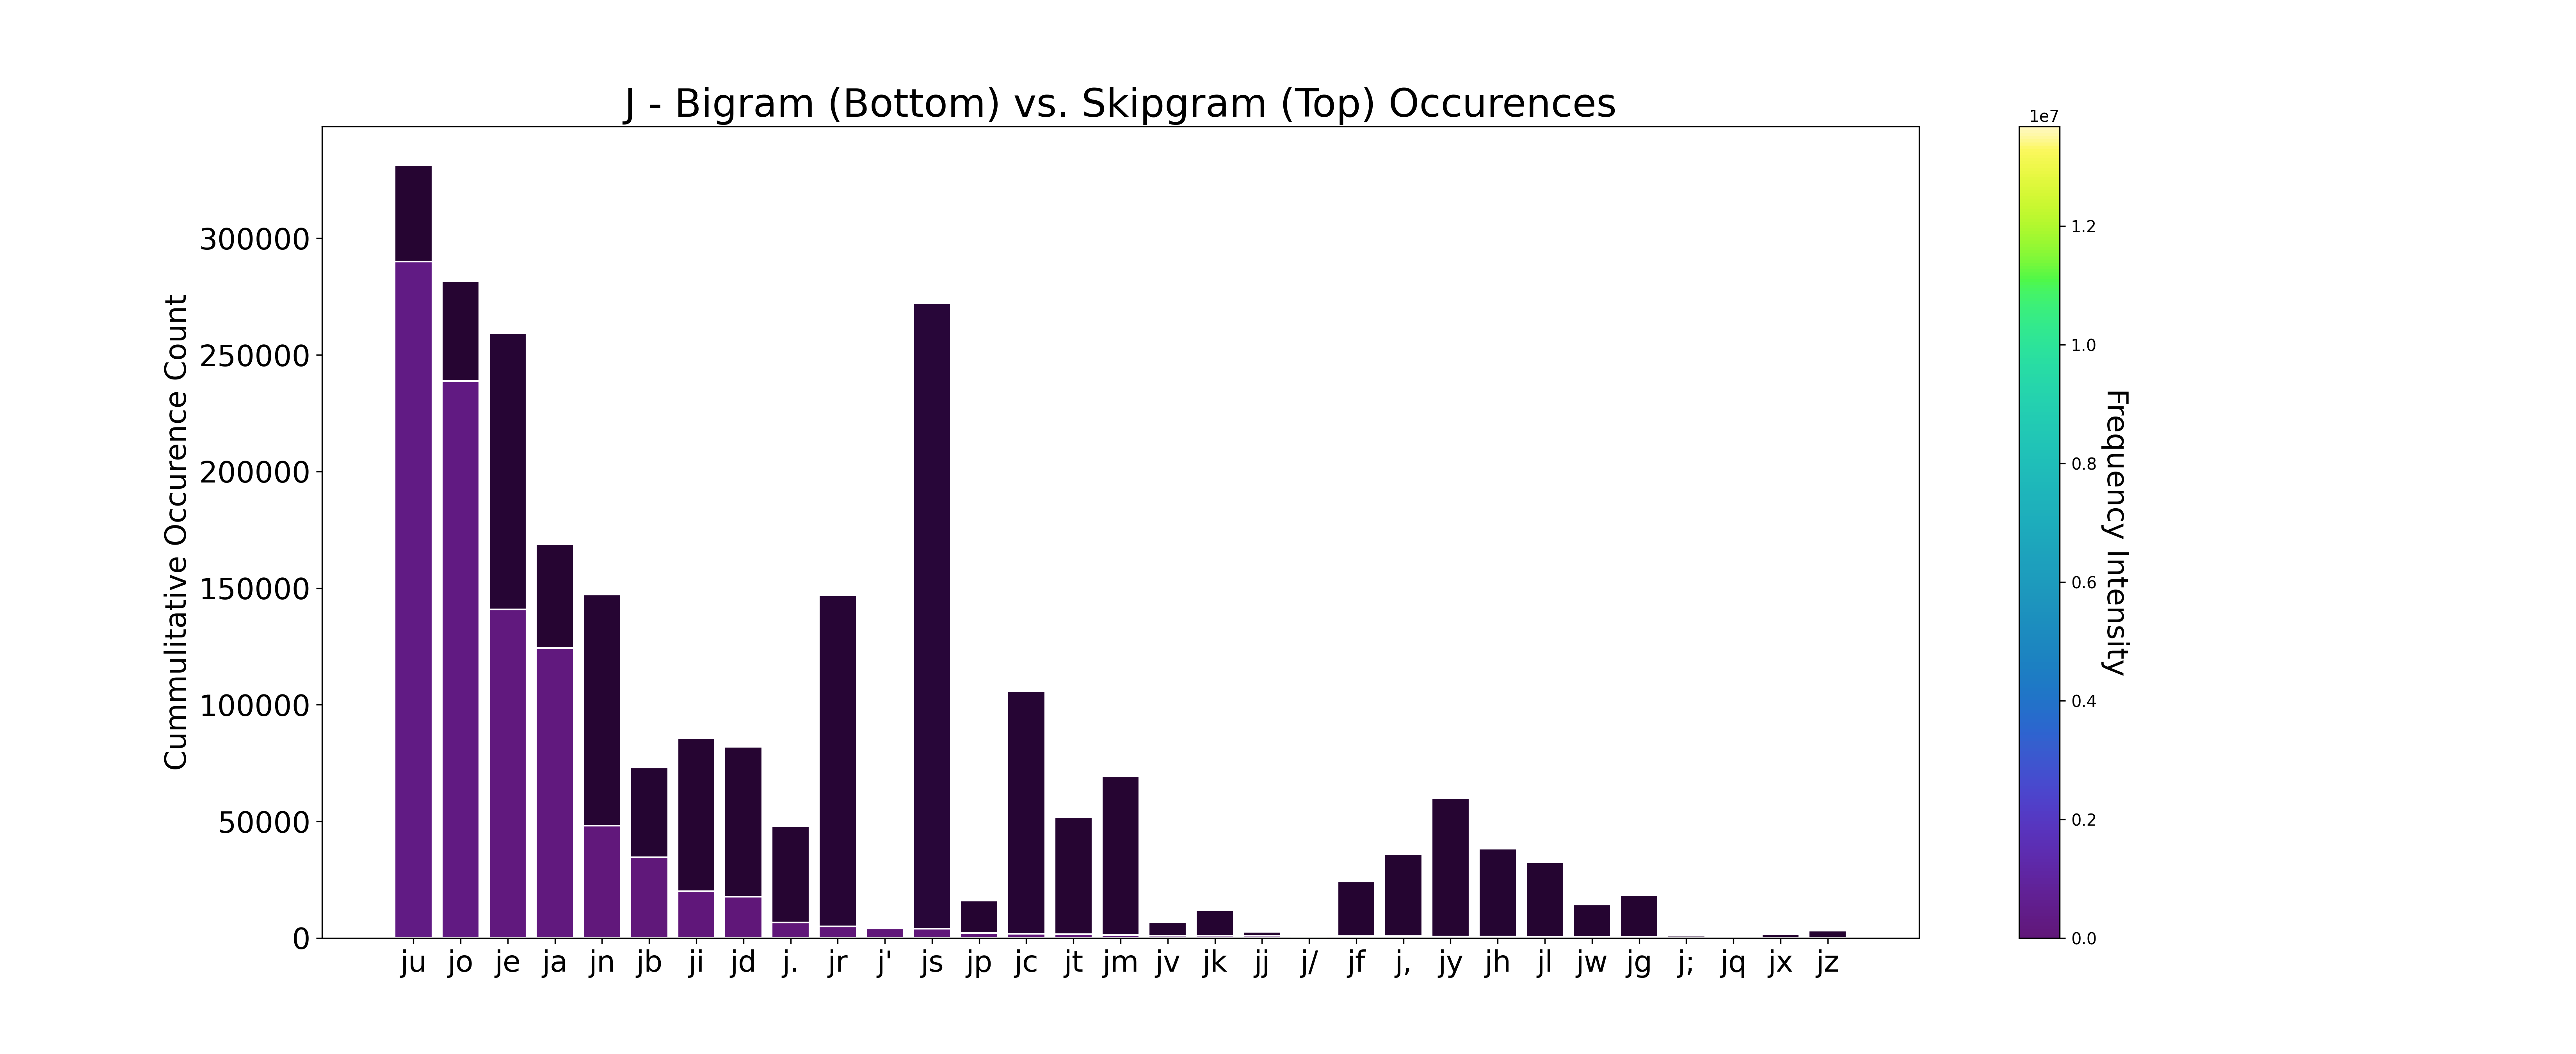 J - Bigram (Bottom) vs. Skipgram (Top) Occurences
1e7
300000
250000
200000
150000
100000
50000
0
Cummulitative Occurence Count
ju jo je ja jn jb ji jd j. jr j' js jp jc jt jm jv jk jj j/ jf j, jy jh jl jw jg j; jq jx jz
1.2
1.0
0.8
0.6
0.4
0.2
0.0
Frequency Intensity